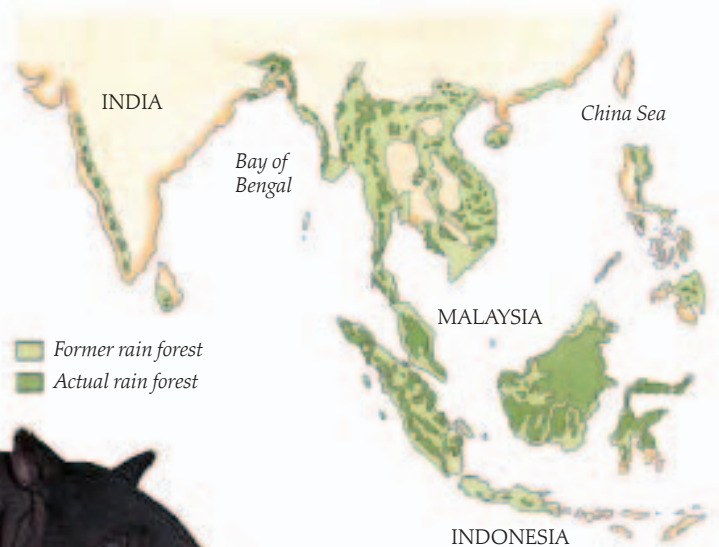 INDIA
China Sea
Bay of
Bengal
MALAYSIA
Former rain forest
Actual rain forest
INDONESIA